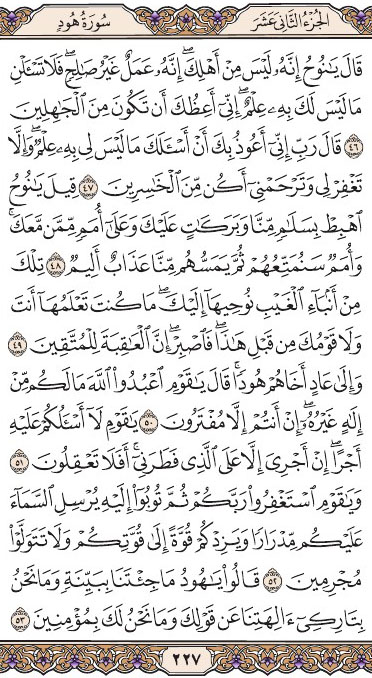 الجُزْءُ الثَّانِي عَشَرَ سُورَةُ هُودٍ
قَالَ يَٰنُوحُ إِنَّهُۥ لَيْسَ مِنْ أَهْلِكَۖ إِنَّهُۥ عَمَلٌ غَيْرُ صَٰلِحٖۖ فَلَا تَسْـَٔلْنِ
مَا لَيْسَ لَكَ بِهِۦ عِلْمٌۖ إِنِّيٓ أَعِظُكَ أَن تَكُونَ مِنَ ٱلْجَٰهِلِينَ
٤٦ قَالَ رَبِّ إِنِّيٓ أَعُوذُ بِكَ أَنْ أَسْـَٔلَكَ مَا لَيْسَ لِي بِهِۦ عِلْمٌۖ وَإِلَّا
تَغْفِرْ لِي وَتَرْحَمْنِيٓ أَكُن مِّنَ ٱلْخَٰسِرِينَ ٤٧ قِيلَ يَٰنُوحُ
ٱهْبِطْ بِسَلَٰمٖ مِّنَّا وَبَرَكَٰتٍ عَلَيْكَ وَعَلَىٰٓ أُمَمٖ مِّمَّن مَّعَكَۚ
وَأُمَمٞ سَنُمَتِّعُهُمْ ثُمَّ يَمَسُّهُم مِّنَّا عَذَابٌ أَلِيمٞ ٤٨ تِلْكَ
مِنْ أَنۢبَآءِ ٱلْغَيْبِ نُوحِيهَآ إِلَيْكَۖ مَا كُنتَ تَعْلَمُهَآ أَنتَ
وَلَا قَوْمُكَ مِن قَبْلِ هَٰذَاۖ فَٱصْبِرْۖ إِنَّ ٱلْعَٰقِبَةَ لِلْمُتَّقِينَ ٤٩
وَإِلَىٰ عَادٍ أَخَاهُمْ هُودٗاۚ قَالَ يَٰقَوْمِ ٱعْبُدُوا۟ ٱللَّهَ مَا لَكُم مِّنْ
إِلَٰهٍ غَيْرُهُۥٓۖ إِنْ أَنتُمْ إِلَّا مُفْتَرُونَ ٥٠ يَٰقَوْمِ لَآ أَسْـَٔلُكُمْ عَلَيْهِ
أَجْرًاۖ إِنْ أَجْرِيَ إِلَّا عَلَى ٱلَّذِي فَطَرَنِيٓۚ أَفَلَا تَعْقِلُونَ ٥١
وَيَٰقَوْمِ ٱسْتَغْفِرُوا۟ رَبَّكُمْ ثُمَّ تُوبُوٓا۟ إِلَيْهِ يُرْسِلِ ٱلسَّمَآءَ
عَلَيْكُم مِّدْرَارٗا وَيَزِدْكُمْ قُوَّةً إِلَىٰ قُوَّتِكُمْ وَلَا تَتَوَلَّوْا۟
مُجْرِمِينَ ٥٢ قَالُوا۟ يَٰهُودُ مَا جِئْتَنَا بِبَيِّنَةٖ وَمَا نَحْنُ
بِتَارِكِيٓ ءَالِهَتِنَا عَن قَوْلِكَ وَمَا نَحْنُ لَكَ بِمُؤْمِنِينَ ٥٣
٢٢٧